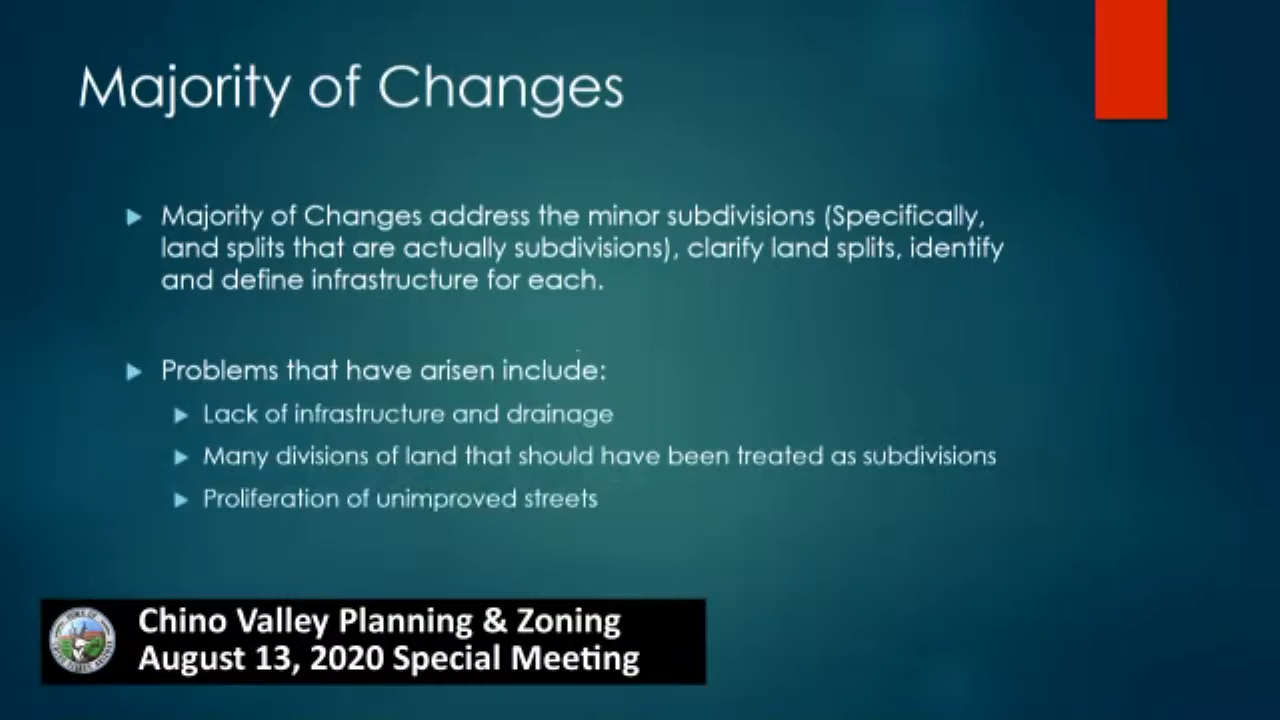 Majority of Changes
Majority of Changes address the minor subdivisions (Specifically,
land splits that are actually subdivisions), clarify land splits, identify
and define infrastructure for each.
Problems that have arisen include:
Lack of infrastructure and drainage
Many divisions of land that should have been treated as subdivisions
Proliferation of unimproved streets
Chino Valley Planning & Zoning
August 13, 2020 Special Meeting